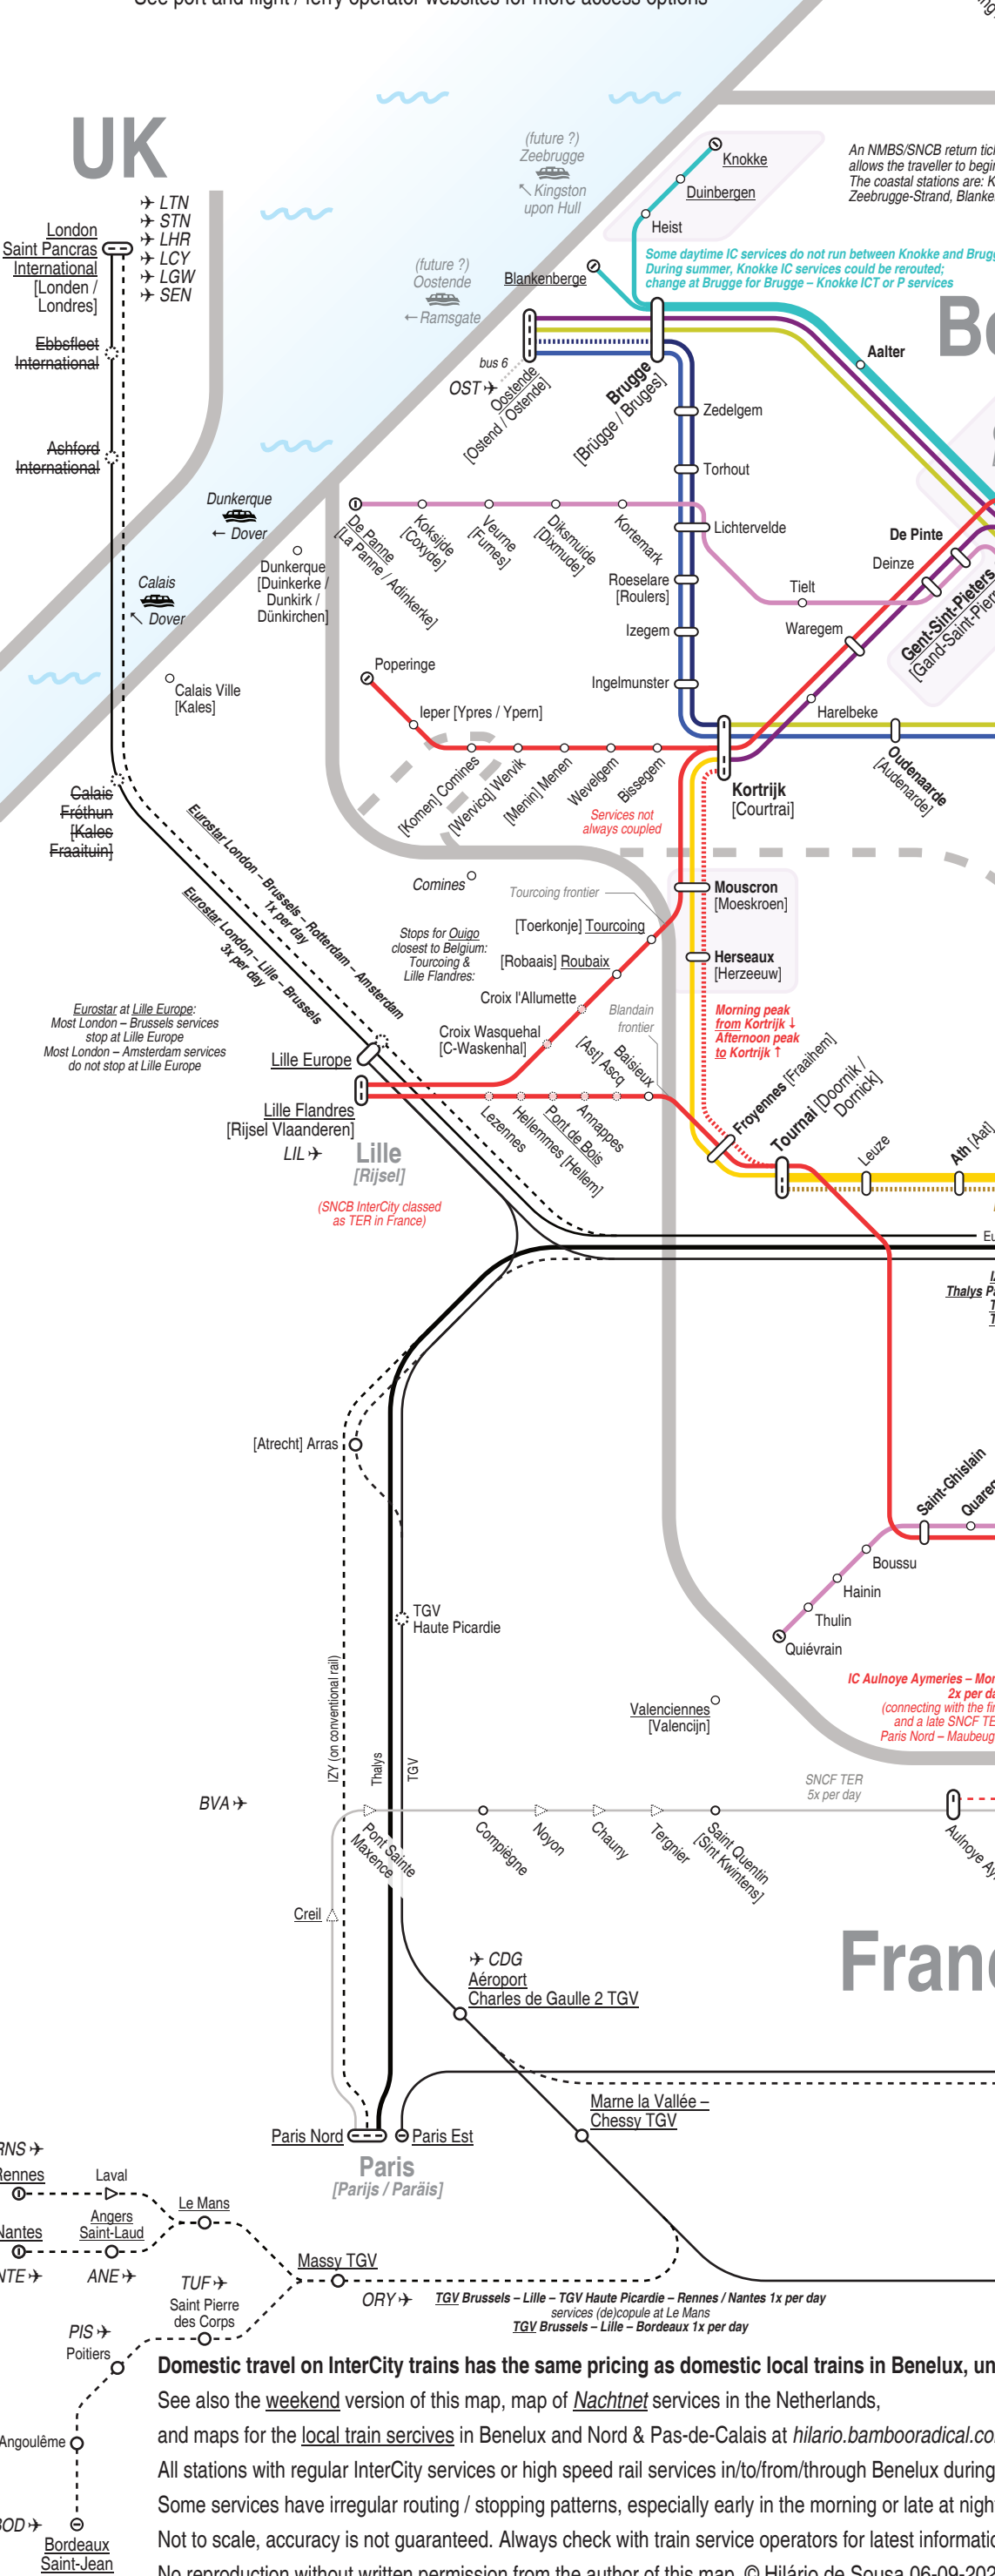 See port and flight / ferry operator websites for more access options
UK
LTN
STN
LHR
LCY
LGW
SEN
London
Saint Pancras
International
[Londen /
Londres]
Ebbsfleet
International
Ashford
International
(future ?)
Zeebrugge
Kingston
upon Hull
(future ?)
Oostende
Ramsgate
Knokke
Duinbergen
Heist
Blankenberge
An NMBS/SNCB return tic
allows the traveller to begi
The coastal stations are: K
Zeebrugge-Strand, Blanke
Some daytime IC services do not run between Knokke and Brugg
During summer, Knokke IC services could be rerouted;
change at Brugge for Brugge – Knokke ICT or P services
Be
Aalter
bus 6
OST
Oostende
[Ostend / Ostende]
Brugge
[Brügge / Bruges]
Zedelgem
Torhout
Lichtervelde
Roeselare
[Roulers]
Izegem
Ingelmunster
Dunkerque
Dover
Calais
Dover
Dunkerque
[Duinkerke /
Dunkirk /
Dünkirchen]
De Panne
[La Panne / Adinkerke]
Koksijde
[Coxyde]
Veurne
[Furnes]
Diksmuide
[Dixmude]
Kortemark
De Pinte
Deinze
Tielt
Waregem
Gent-Sint-Pieters
[Gand-Saint-Pierr
Harelbeke
Oudenaarde
[Audenarde]
Calais Ville
[Kales]
Poperinge
Ieper [Ypres / Ypern]
[Komen] Comines
[Wervicq] Wervik
[Menin] Menen
Wevelgem
Bissegem
Kortrijk
[Courtrai]
Services not
always coupled
Calais
Fréthun
[Kales
Fraaituin]
Eurostar London – Brussels – Rotterdam – Amsterdam
1x per day
Eurostar London – Lille – Brussels
3x per day
Comines
Tourcoing frontier
[Toerkonje] Tourcoing
[Robaais] Roubaix
Croix l'Allumette
Croix Wasquehal
[C-Waskenhal]
Stops for Ouigo
closest to Belgium:
Tourcoing &
Lille Flandres:
Mouscron
[Moeskroen]
Herseaux
[Herzeeuw]
Blandain
frontier
Morning peak
from Kortrijk ↓
Afternoon peak
to Kortrijk ↑
Eurostar at Lille Europe:
Most London – Brussels services
stop at Lille Europe
Most London – Amsterdam services
do not stop at Lille Europe
Lille Europe
Lille Flandres
[Rijsel Vlaanderen]
LIL
Lille
[Rijsel]
(SNCB InterCity classed
as TER in France)
Lezennes
Hellemmes [Hellem]
Pont de Bois
Annappes
[Ast] Ascq
Baisieux
Froyennes [Fraaihem]
Tournai [Doornik /
Dornick]
Leuze
Ath [Aat]
Eu
Thalys P
[Atrecht] Arras
TGV
Haute Picardie
IZY (on conventional rail)
Thalys
TGV
Saint-Ghislain
Quareg
Boussu
Hainin
Thulin
Quiévrain
IC Aulnoye Aymeries – Mon
2x per da
(connecting with the fir
and a late SNCF TE
Paris Nord – Maubeug
Valenciennes
[Valencijn]
SNCF TER
5x per day
BVA
Pont Sainte
Maxence
Compiègne
Noyon
Chauny
Tergnier
Saint Quentin
[Sint Kwintens]
Aulnoye Ay
Creil
Franc
CDG
Aéroport
Charles de Gaulle 2 TGV
Marne la Vallée –
Chessy TGV
Paris Nord
Paris Est
Paris
[Parijs / Paräis]
RNS
Rennes
Laval
Le Mans
Nantes
Angers
Saint-Laud
NTE
ANE
TUF
Massy TGV
ORY
Saint Pierre
des Corps
PIS
Poitiers
TGV Brussels – Lille – TGV Haute Picardie – Rennes / Nantes 1x per day
services (de)copule at Le Mans
TGV Brussels – Lille – Bordeaux 1x per day
Angoulême
BOD
Bordeaux
Saint-Jean
Domestic travel on InterCity trains has the same pricing as domestic local trains in Benelux, un
See also the weekend version of this map, map of Nachtnet services in the Netherlands,
and maps for the local train sercives in Benelux and Nord & Pas-de-Calais at hilario.bambooradical.co
All stations with regular InterCity services or high speed rail services in/to/from/through Benelux during
Some services have irregular routing / stopping patterns, especially early in the morning or late at nigh
Not to scale, accuracy is not guaranteed. Always check with train service operators for latest informatio
No reproduction without written permission from the author of this map. © Hilário de Sousa 06-09-202